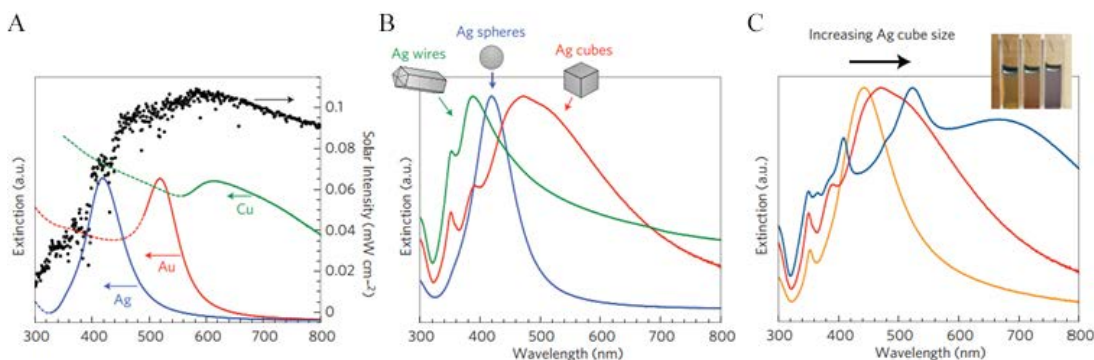 A
Extinction (a.u.)
Cu
Au
Ag
0.1
0.08
0.06
0.04
0.02
0
Solar Intensity (mW cm⁻²)
300 400 500 600 700 800
B
Ag spheres
Ag wires
Ag cubes
Extinction (a.u.)
300 400 500 600 700 800
Wavelength (nm)
C
Increasing Ag cube size
Extinction (a.u.)
300 400 500 600 700 800
Wavelength (nm)